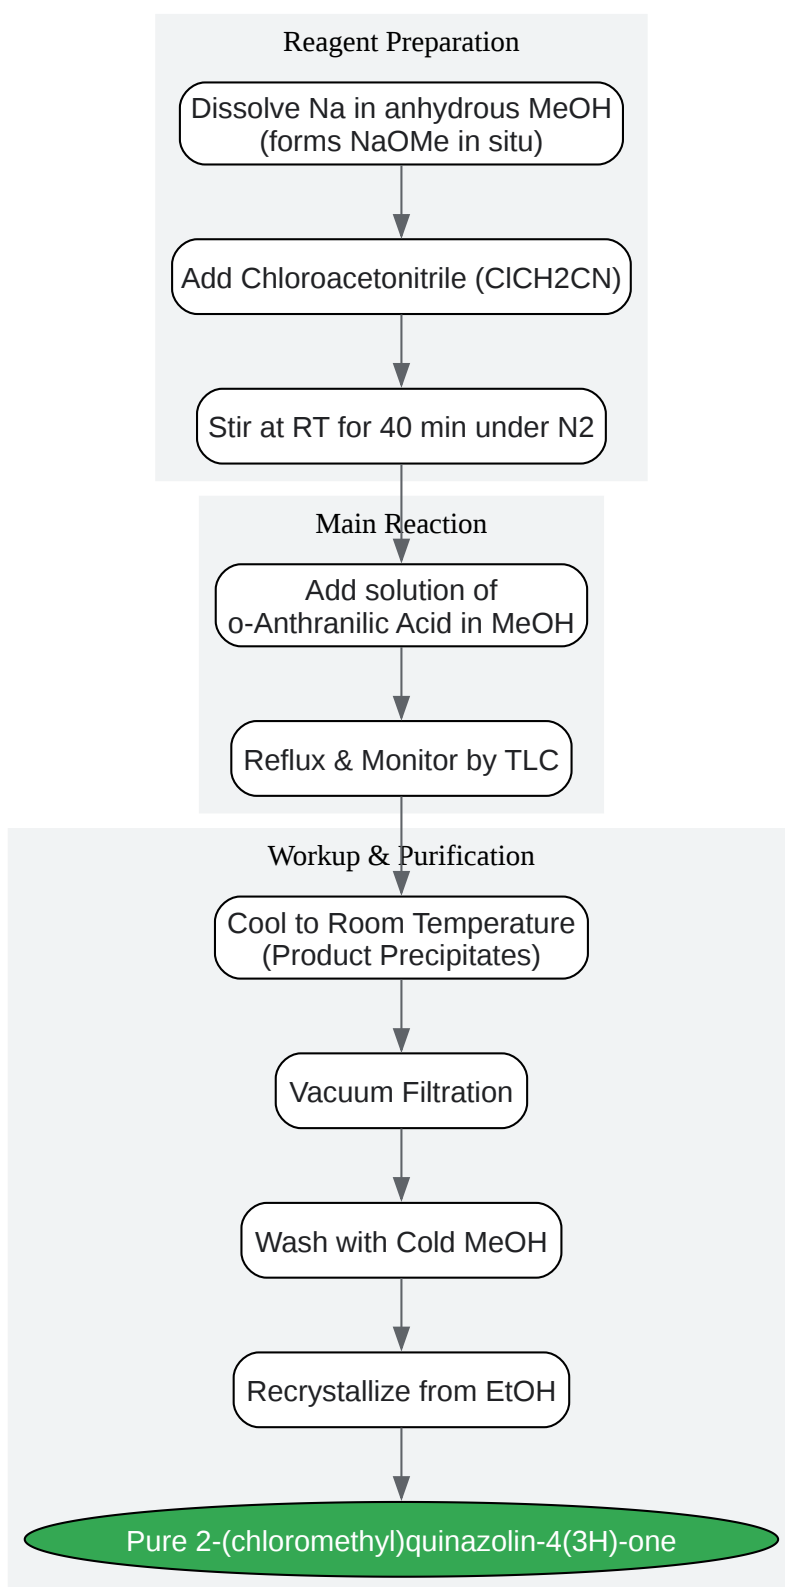 Reagent Preparation
Dissolve Na in anhydrous MeOH
(forms NaOMe in situ)
Add Chloroacetonitrile (ClCH2CN)
Stir at RT for 40 min under N2
Main Reaction
Add solution of
o-Anthranilic Acid in MeOH
Reflux & Monitor by TLC
Workup & Purification
Cool to Room Temperature
(Product Precipitates)
Vacuum Filtration
Wash with Cold MeOH
Recrystallize from EtOH
Pure 2-(chloromethyl)quinazolin-4(3H)-one